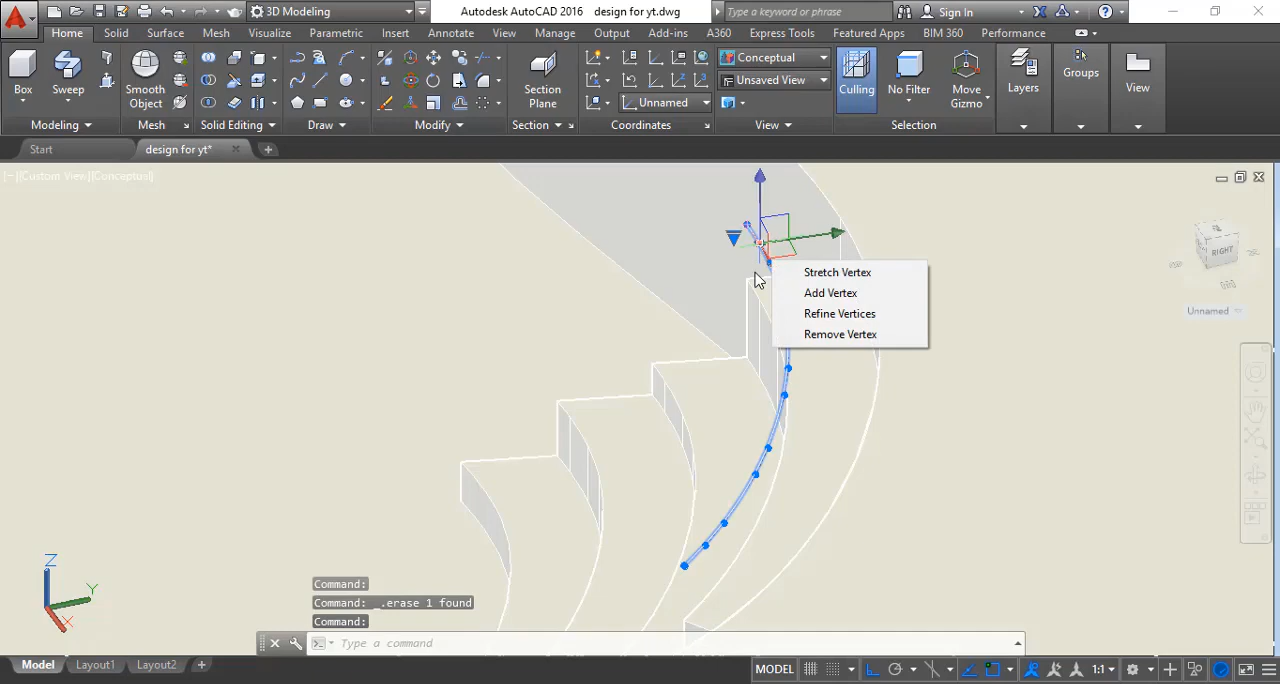 3D Modeling
Autodesk AutoCAD 2016 design for yt.dwg
Type a keyword or phrase
Sign In
Home Solid Surface Mesh Visualize Parametric Insert Annotate View Manage Output Add-ins A360 Express Tools Featured Apps BIM 360 Performance
Box
Sweep
Smooth
Object
Section
Plane
Conceptual
Unsaved View
Unnamed
Culling
No Filter
Move
Gizmo
Layers
Groups
View
Modeling Mesh Solid Editing Draw Modify Section Coordinates View Selection
Start design for yt*
[−][Custom View][Conceptual]
RIGHT
Unnamed
Stretch Vertex
Add Vertex
Refine Vertices
Remove Vertex
Z
Y
X
Command:
Command: _.erase 1 found
Command:
Type a command
Model Layout1 Layout2
MODEL
1:1